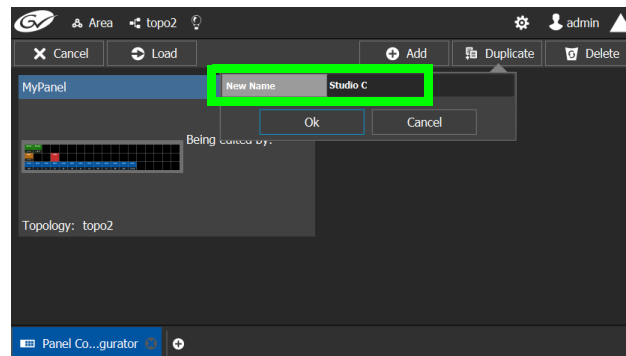 GV Area topo2 admin
Cancel Load Add Duplicate Delete
MyPanel
New Name Studio C
Ok Cancel
Being edited by:
Topology: topo2
Panel Co...gurator